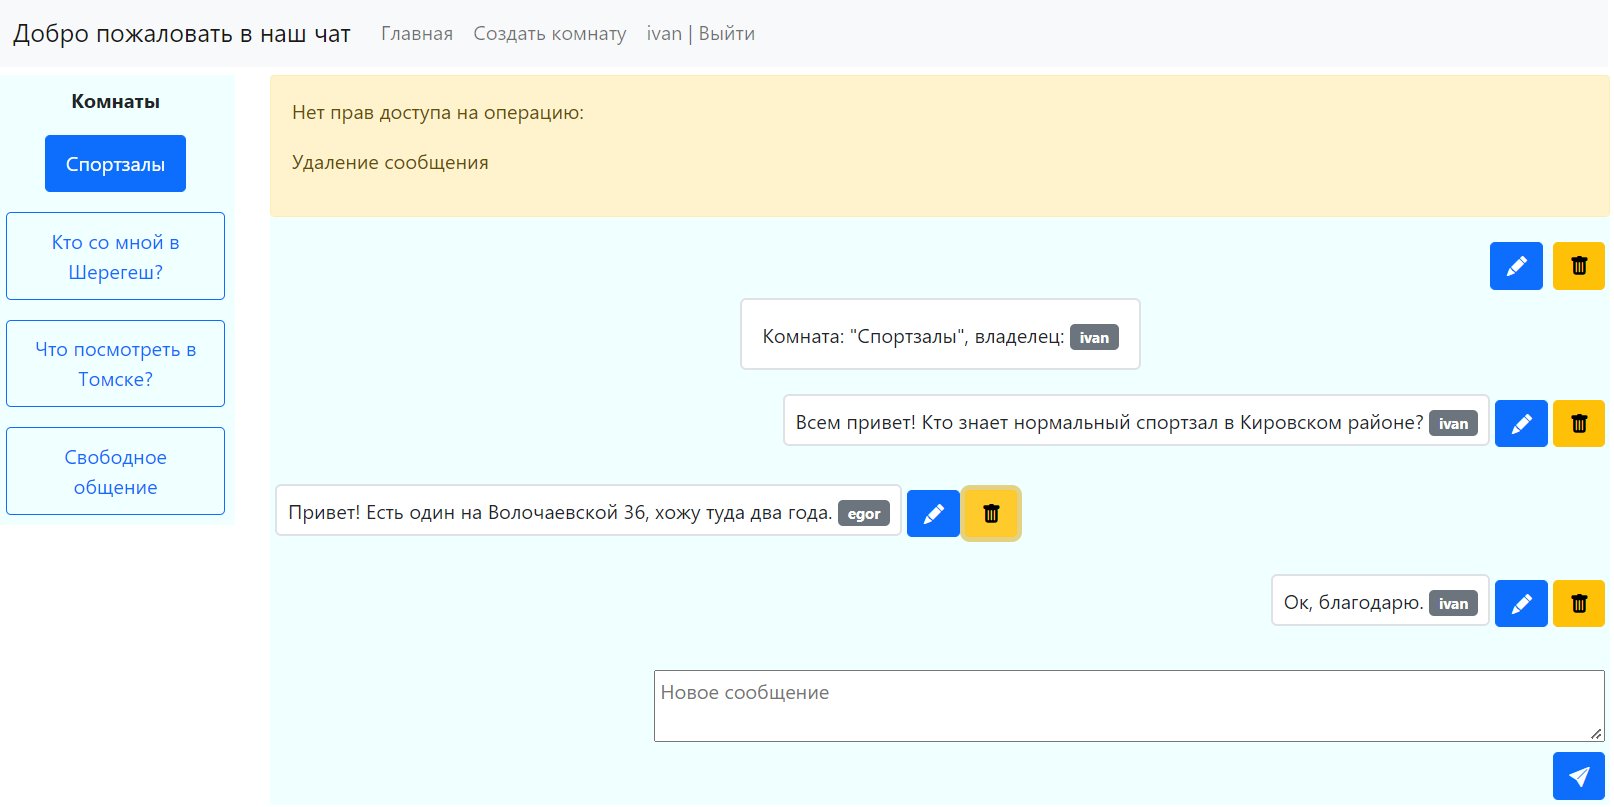 Добро пожаловать в наш чат Главная Создать комнату ivan | Выйти
Комнаты
Спортзалы
Кто со мной в
Шерегеш?
Что посмотреть в
Томске?
Свободное
общение
Нет прав доступа на операцию:
Удаление сообщения
Комната: "Спортзалы", владелец: ivan
Всем привет! Кто знает нормальный спортзал в Кировском районе? ivan
Привет! Есть один на Волочаевской 36, хожу туда два года. egor
Ок, благодарю. ivan
Новое сообщение